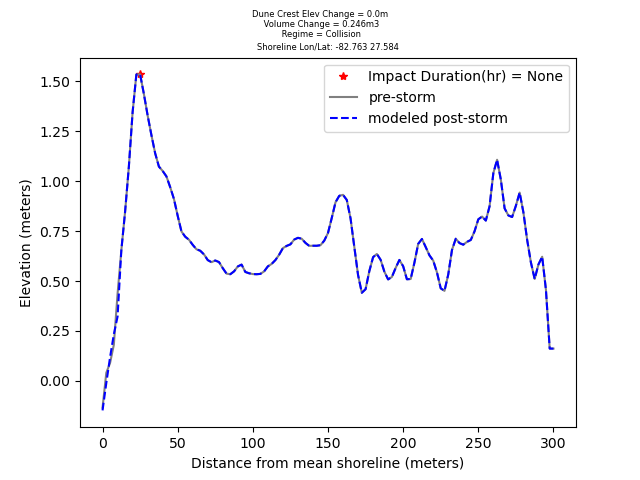 Dune Crest Elev Change = 0.0m
Volume Change = 0.246m3
Regime = Collision
Shoreline Lon/Lat: -82.763 27.584
Impact Duration(hr) = None
pre-storm
modeled post-storm
Elevation (meters)
1.50
1.25
1.00
0.75
0.50
0.25
0.00
0 50 100 150 200 250 300
Distance from mean shoreline (meters)